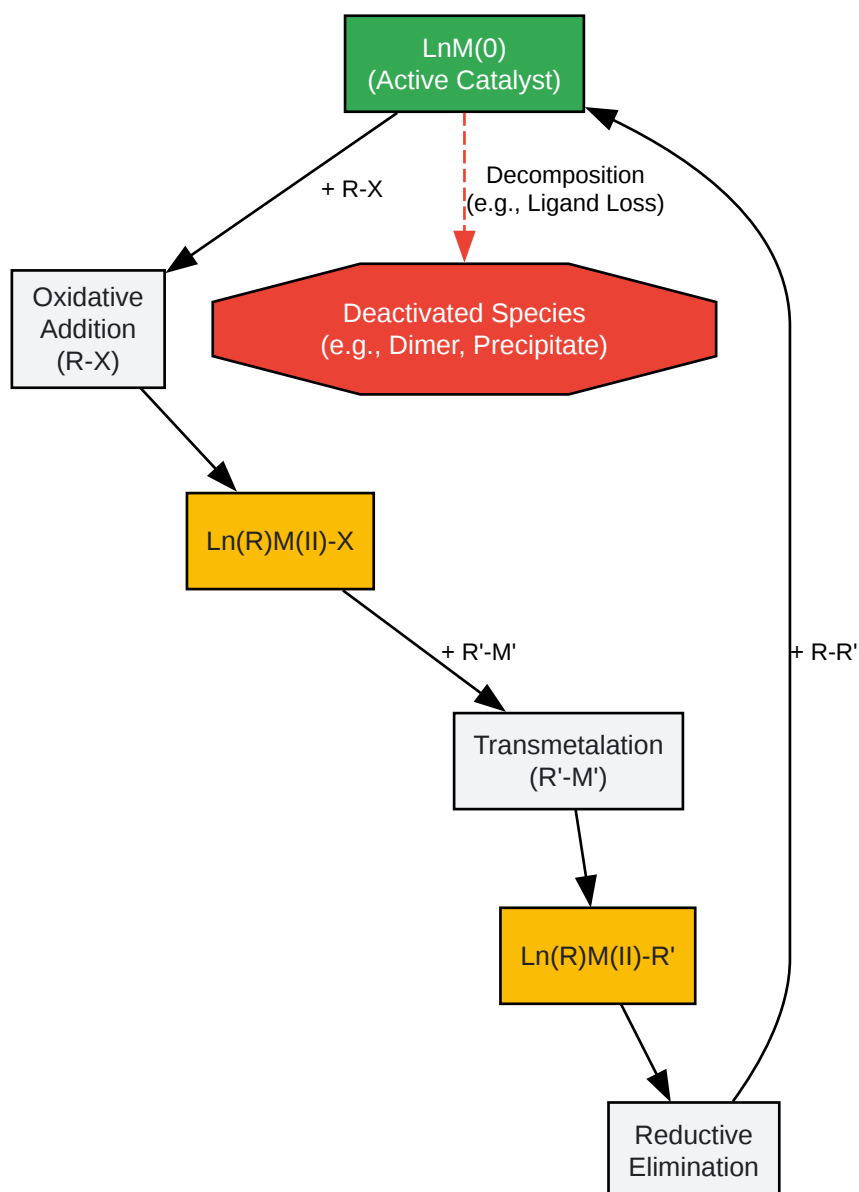 LnM(0)
(Active Catalyst)
+ R-X
Decomposition
(e.g., Ligand Loss)
Oxidative
Addition
(R-X)
Deactivated Species
(e.g., Dimer, Precipitate)
Ln(R)M(II)-X
+ R'-M'
+ R-R'
Transmetalation
(R'-M')
Ln(R)M(II)-R'
Reductive
Elimination